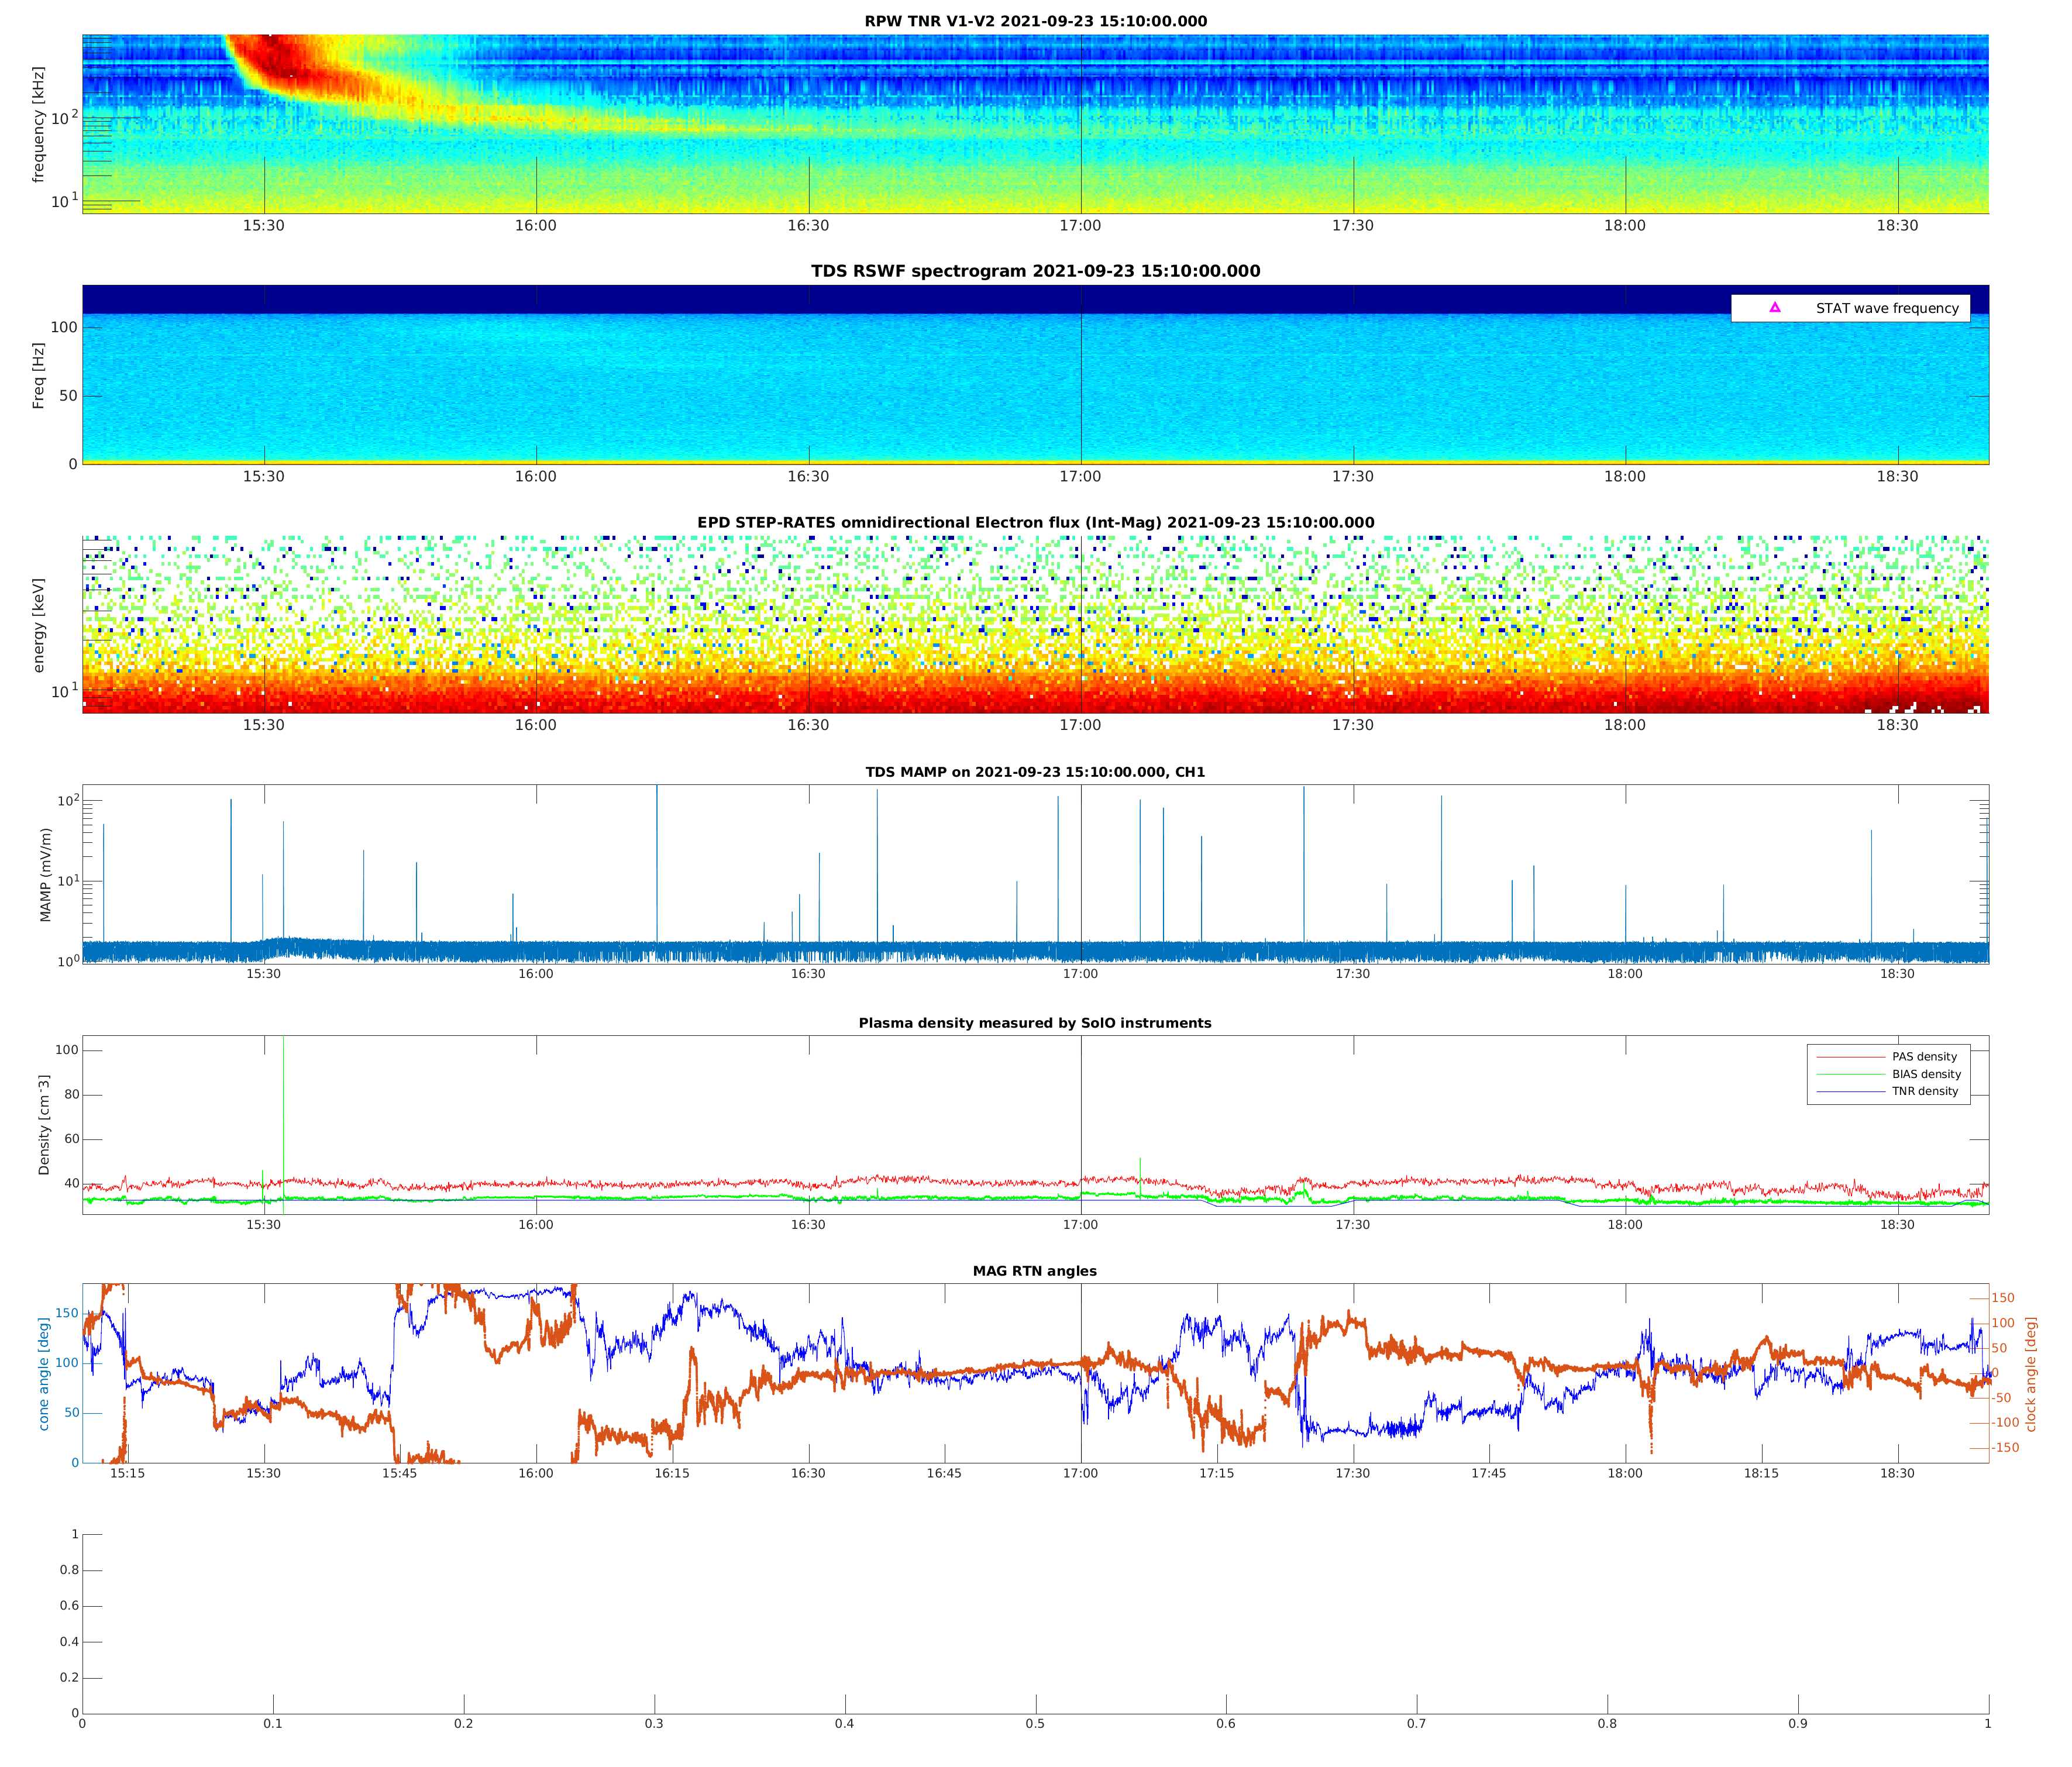 RPW TNR V1-V2 2021-09-23 15:10:00.000
frequency [kHz]
10^2
10^1
15:30 16:00 16:30 17:00 17:30 18:00 18:30
TDS RSWF spectrogram 2021-09-23 15:10:00.000
STAT wave frequency
Freq [Hz]
100
50
0
15:30 16:00 16:30 17:00 17:30 18:00 18:30
EPD STEP-RATES omnidirectional Electron flux (Int-Mag) 2021-09-23 15:10:00.000
energy [keV]
10^1
15:30 16:00 16:30 17:00 17:30 18:00 18:30
TDS MAMP on 2021-09-23 15:10:00.000, CH1
MAMP (mV/m)
10^2
10^1
10^0
15:30 16:00 16:30 17:00 17:30 18:00 18:30
Plasma density measured by SolO instruments
Density [cm^-3]
100
80
60
40
PAS density
BIAS density
TNR density
15:30 16:00 16:30 17:00 17:30 18:00 18:30
MAG RTN angles
cone angle [deg]
150
100
50
0
clock angle [deg]
150
100
50
0
-50
-100
-150
15:15 15:30 15:45 16:00 16:15 16:30 16:45 17:00 17:15 17:30 17:45 18:00 18:15 18:30
1
0.8
0.6
0.4
0.2
0
0 0.1 0.2 0.3 0.4 0.5 0.6 0.7 0.8 0.9 1